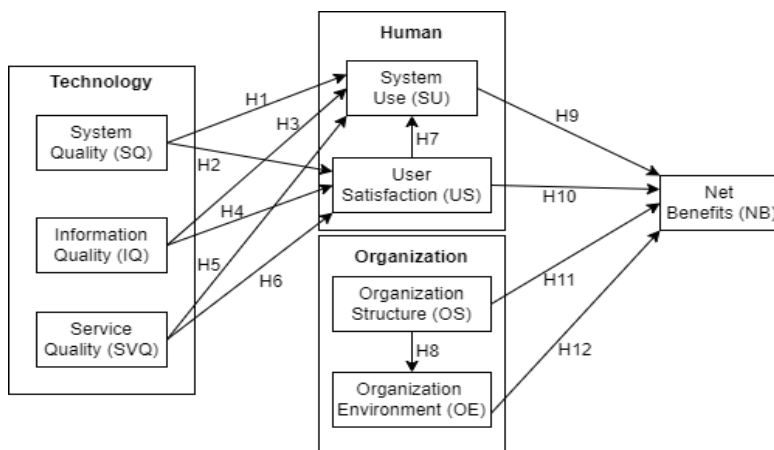 Human
Technology
System
Use (SU)
H1
System
Quality (SQ)
H3
H9
H7
H2
User
Satisfaction (US)
Net
Benefits (NB)
H10
H4
Information
Quality (IQ)
Organization
H5
H6
H11
Organization
Structure (OS)
Service
Quality (SVQ)
H8
H12
Organization
Environment (OE)